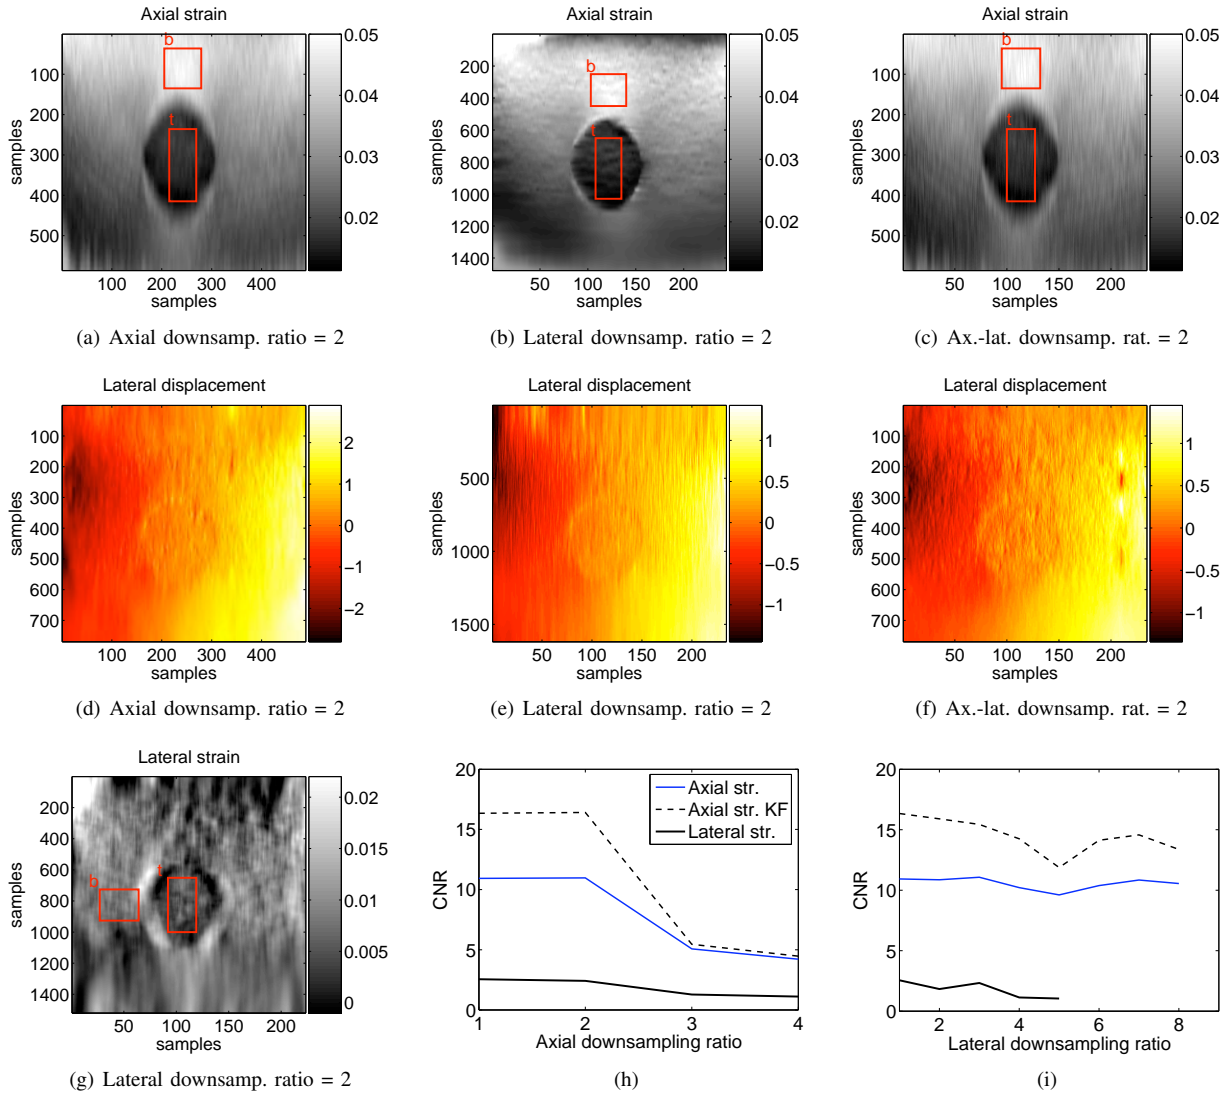 Axial strain
b
t
samples
100
200
300
400
500
100 200 300 400
samples
0.05
0.04
0.03
0.02
(a) Axial downsamp. ratio = 2
Axial strain
b
t
200
400
600
800
1000
1200
1400
50 100 150 200
samples
0.05
0.04
0.03
0.02
(b) Lateral downsamp. ratio = 2
Axial strain
b
t
samples
100
200
300
400
500
50 100 150 200
samples
0.05
0.04
0.03
0.02
(c) Ax.-lat. downsamp. rat. = 2
Lateral displacement
samples
100
200
300
400
500
600
700
100 200 300 400
samples
2
1
0
−1
−2
(d) Axial downsamp. ratio = 2
Lateral displacement
samples
500
1000
1500
50 100 150 200
samples
1
0.5
0
−0.5
−1
(e) Lateral downsamp. ratio = 2
Lateral displacement
samples
100
200
300
400
500
600
700
50 100 150 200
samples
1
0.5
0
−0.5
−1
(f) Ax.-lat. downsamp. rat. = 2
Lateral strain
b
t
samples
200
400
600
800
1000
1200
1400
50 100 150 200
samples
0.02
0.015
0.01
0.005
0
(g) Lateral downsamp. ratio = 2
CNR
20
15
10
5
0
1 2 3 4
Axial downsampling ratio
Axial str.
Axial str. KF
Lateral str.
(h)
CNR
20
15
10
5
0
2 4 6 8
Lateral downsampling ratio
(i)